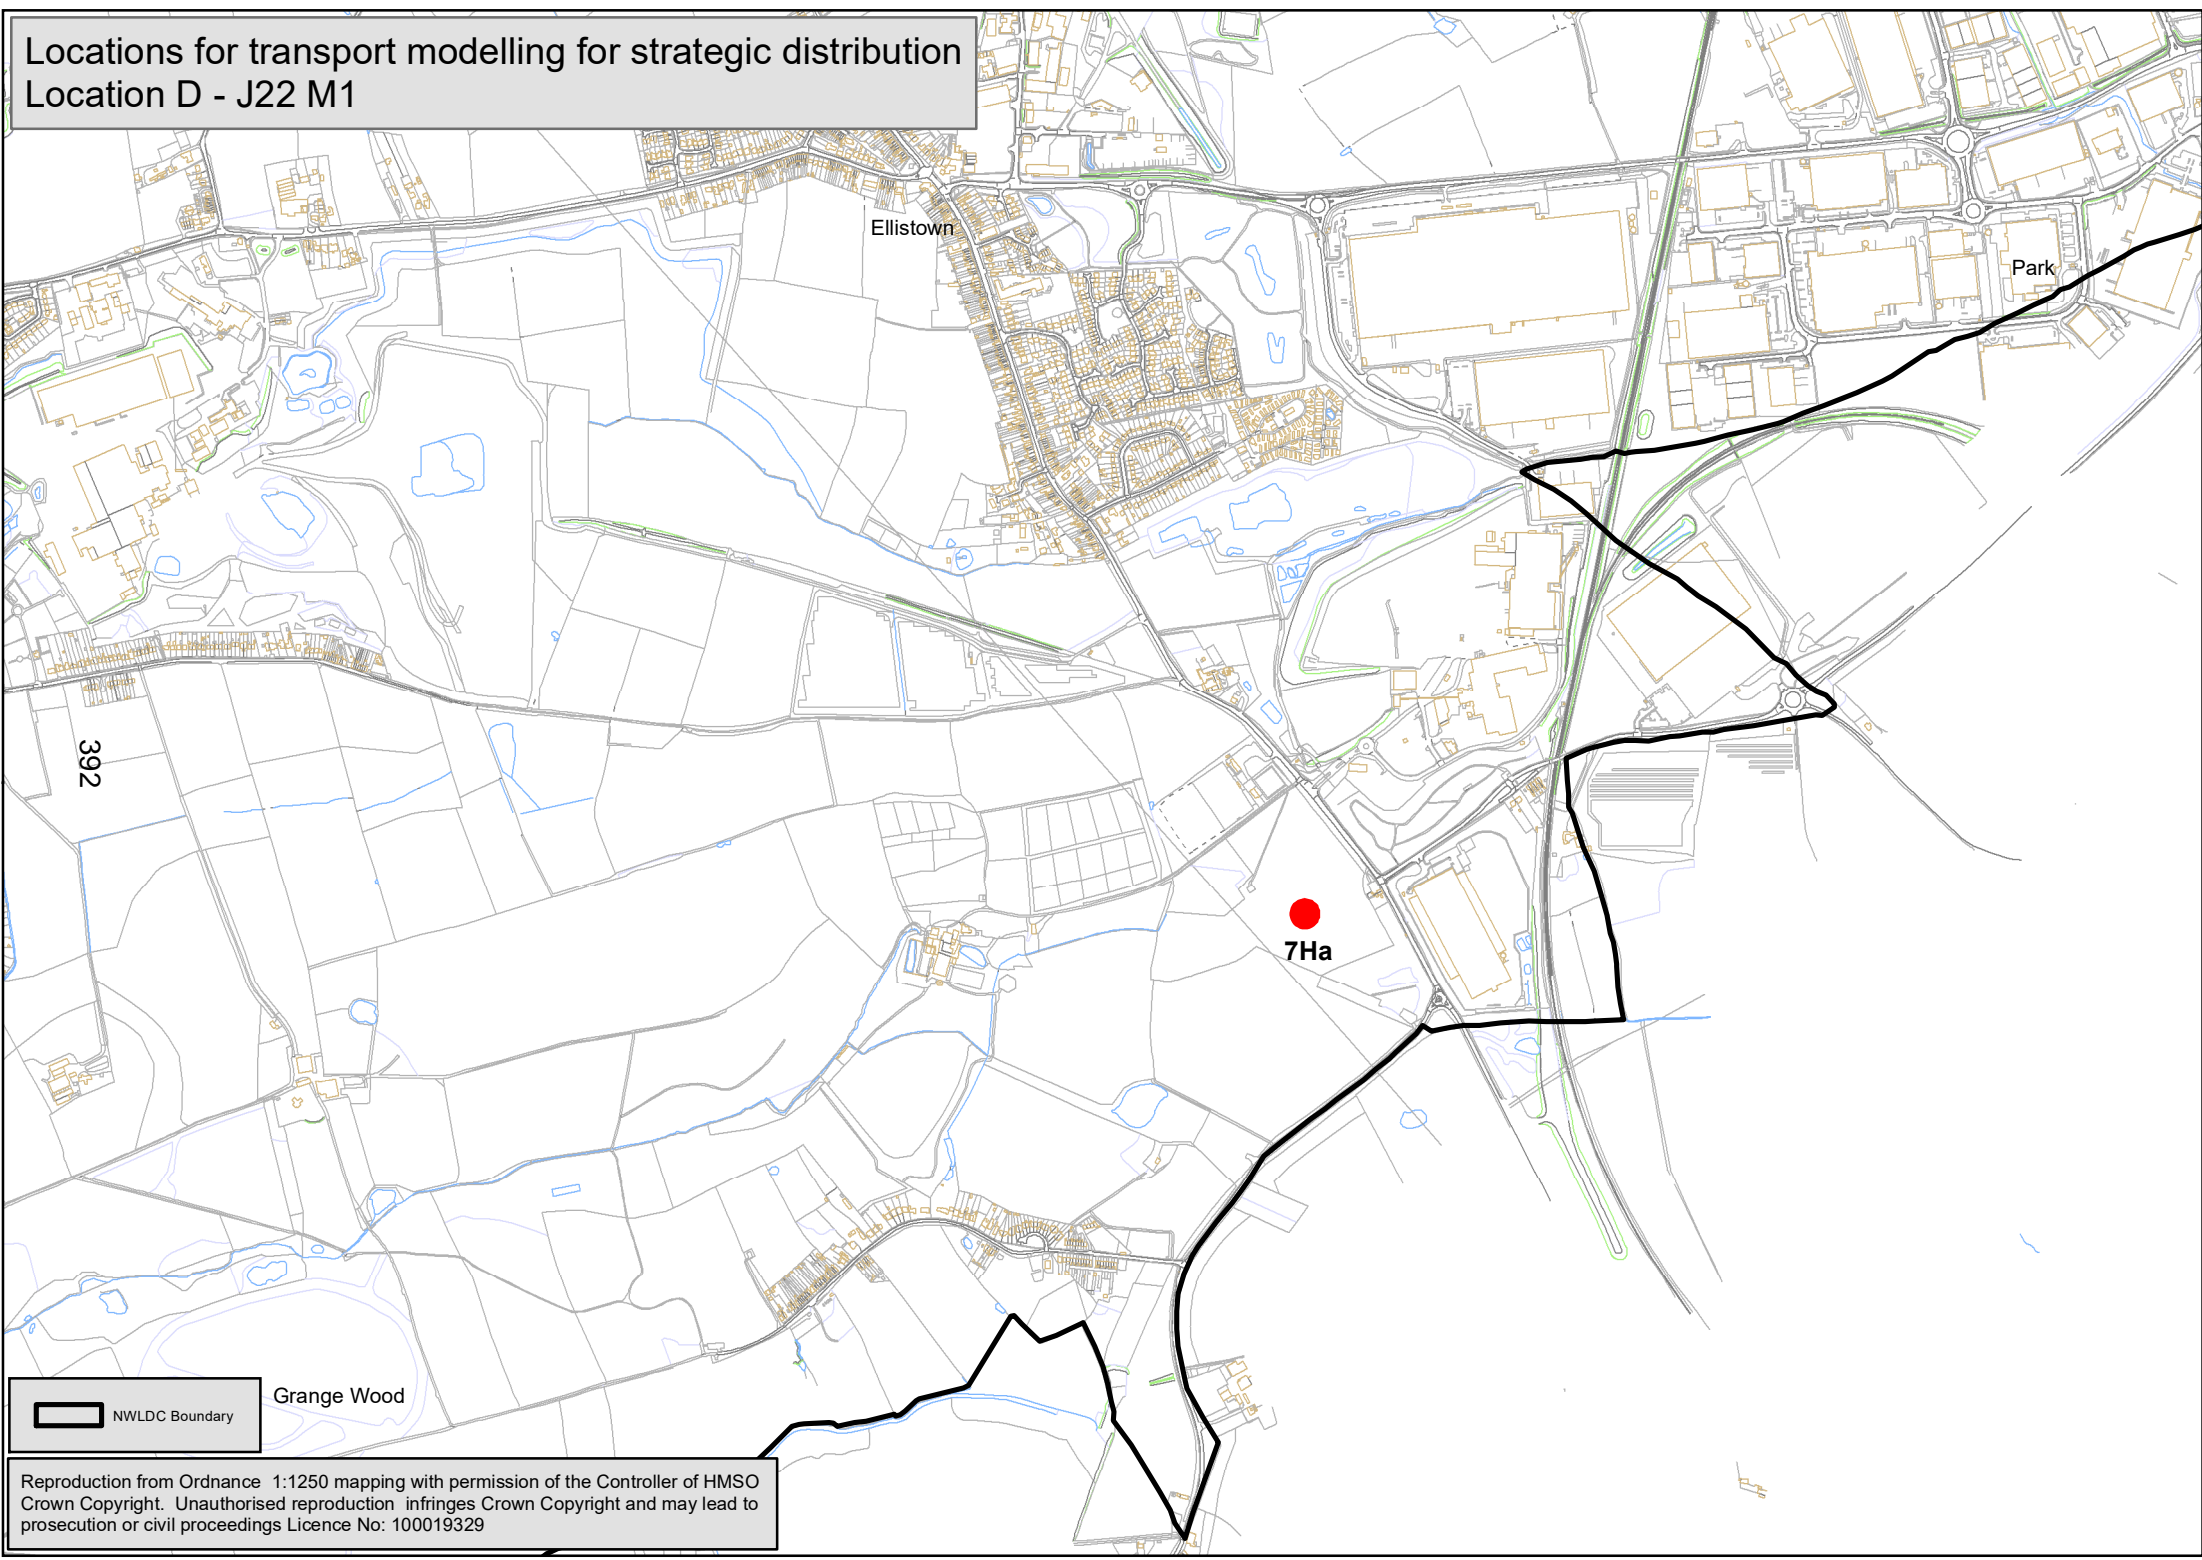 Locations for transport modelling for strategic distribution
Location D - J22 M1
Ellistown
Park
392
7Ha
Grange Wood
NWLDC Boundary
Reproduction from Ordnance 1:1250 mapping with permission of the Controller of HMSO
Crown Copyright. Unauthorised reproduction infringes Crown Copyright and may lead to
prosecution or civil proceedings Licence No: 100019329